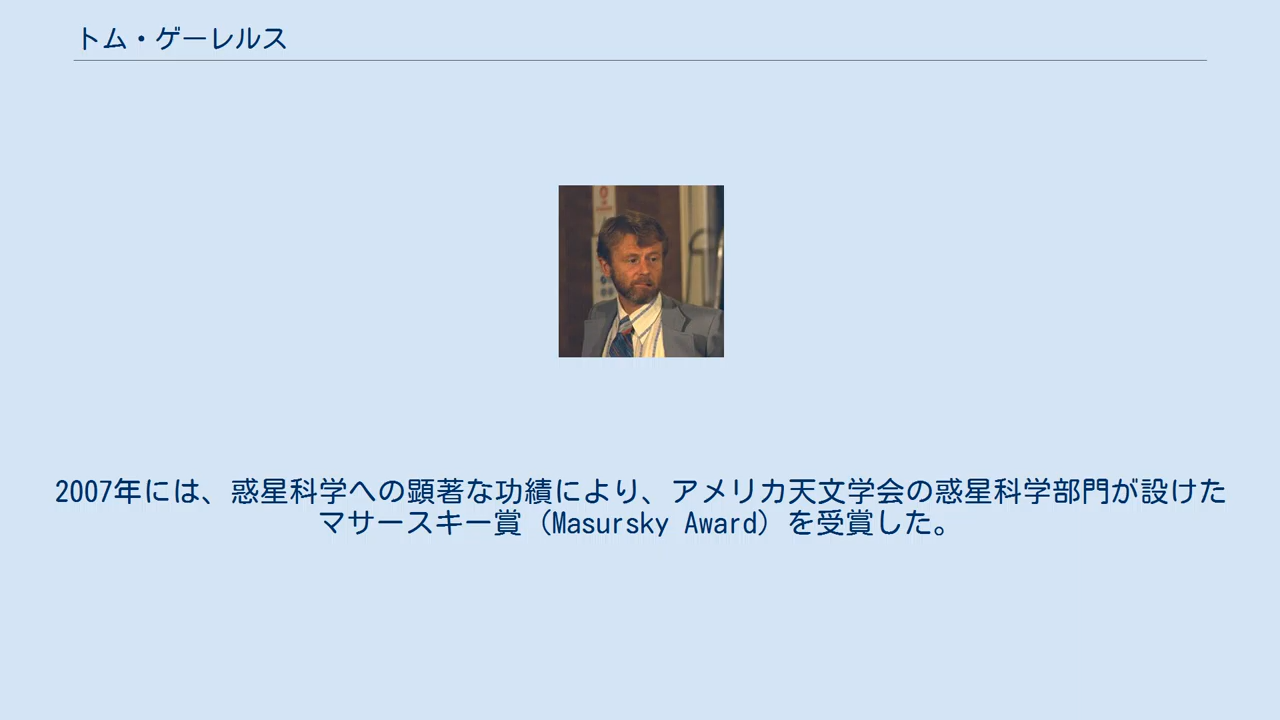 トム・ゲーレルス
2007年には、惑星科学への顕著な功績により、アメリカ天文学会の惑星科学部門が設けた
マサースキー賞（Masursky Award）を受賞した。